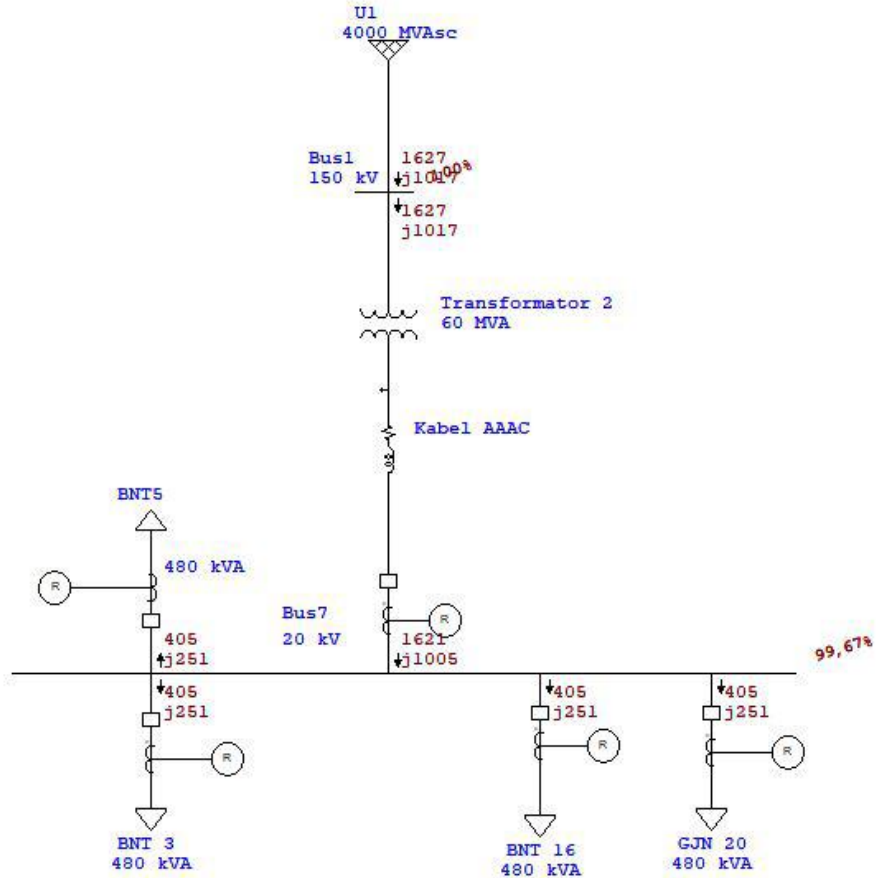 U1
4000 MVAsc
Bus1
150 kV
1627
j1017
100%
1627
j1017
Transformator 2
60 MVA
Kabel AAAC
BNT5
480 kVA
R
Bus7
20 kV
R
405
j251
1621
j1005
99,67%
405
j251
405
j251
405
j251
R
R
R
BNT 3
480 kVA
BNT 16
480 kVA
GJN 20
480 kVA